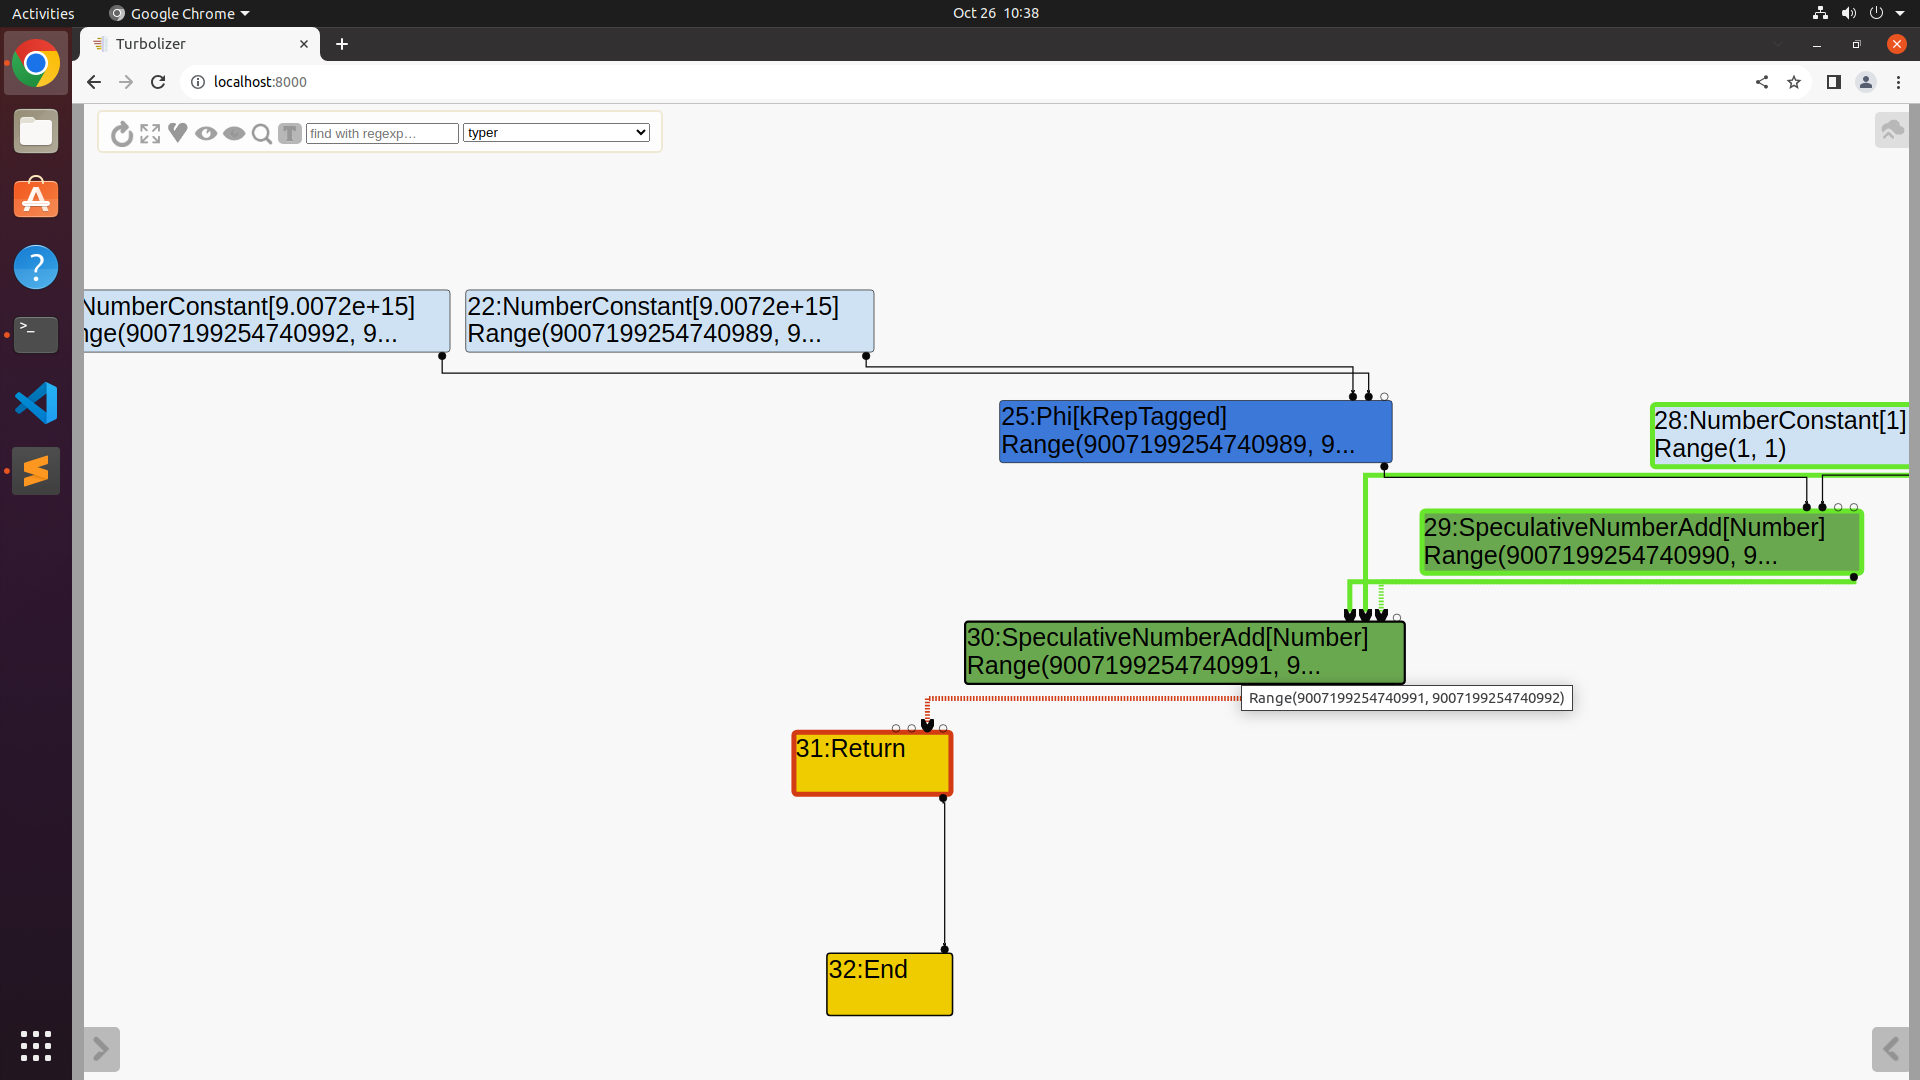 Activities
Google Chrome
Oct 26 10:38
Turbolizer
localhost:8000
find with regexp…
typer
NumberConstant[9.0072e+15]
nge(9007199254740992, 9...
22:NumberConstant[9.0072e+15]
Range(9007199254740989, 9...
25:Phi[kRepTagged]
Range(9007199254740989, 9...
28:NumberConstant[1]
Range(1, 1)
29:SpeculativeNumberAdd[Number]
Range(9007199254740990, 9...
30:SpeculativeNumberAdd[Number]
Range(9007199254740991, 9...
Range(9007199254740991, 9007199254740992)
31:Return
32:End